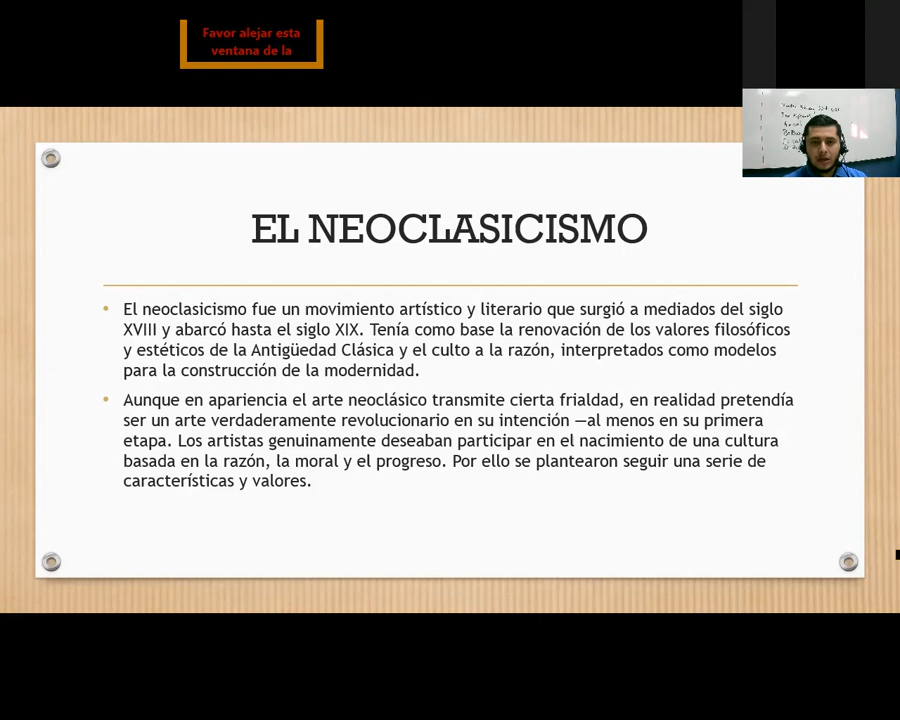 Favor alejar esta
ventana de la
EL NEOCLASICISMO
• El neoclasicismo fue un movimiento artístico y literario que surgió a mediados del siglo
XVIII y abarcó hasta el siglo XIX. Tenía como base la renovación de los valores filosóficos
y estéticos de la Antigüedad Clásica y el culto a la razón, interpretados como modelos
para la construcción de la modernidad.
• Aunque en apariencia el arte neoclásico transmite cierta frialdad, en realidad pretendía
ser un arte verdaderamente revolucionario en su intención —al menos en su primera
etapa. Los artistas genuinamente deseaban participar en el nacimiento de una cultura
basada en la razón, la moral y el progreso. Por ello se plantearon seguir una serie de
características y valores.